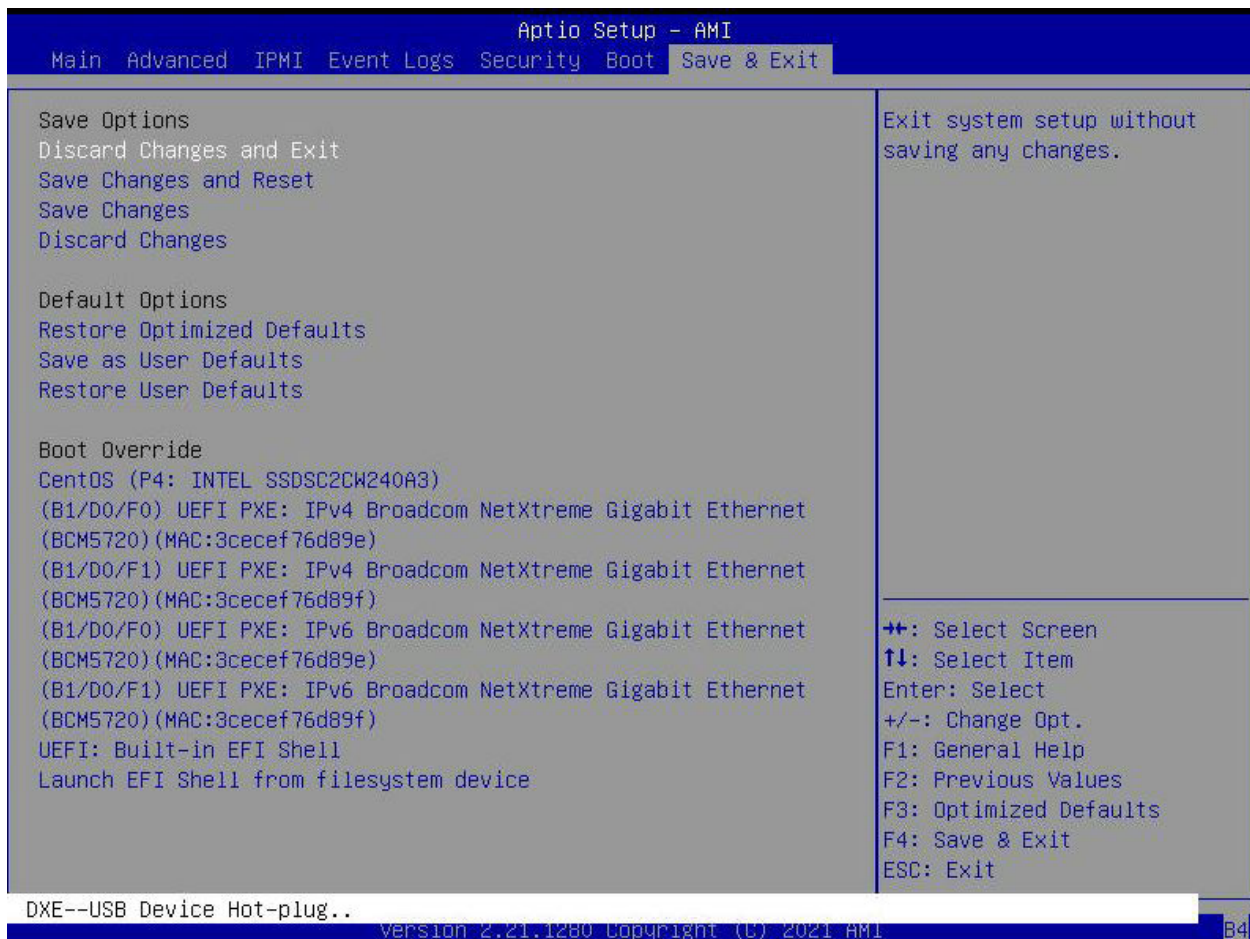 Aptio Setup – AMI
Main Advanced IPMI Event Logs Security Boot Save & Exit
Save Options
Discard Changes and Exit
Save Changes and Reset
Save Changes
Discard Changes
Default Options
Restore Optimized Defaults
Save as User Defaults
Restore User Defaults
Boot Override
CentOS (P4: INTEL SSDSC2CW240A3)
(B1/D0/F0) UEFI PXE: IPv4 Broadcom NetXtreme Gigabit Ethernet
(BCM5720)(MAC:3cecef76d89e)
(B1/D0/F1) UEFI PXE: IPv4 Broadcom NetXtreme Gigabit Ethernet
(BCM5720)(MAC:3cecef76d89f)
(B1/D0/F0) UEFI PXE: IPv6 Broadcom NetXtreme Gigabit Ethernet
(BCM5720)(MAC:3cecef76d89e)
(B1/D0/F1) UEFI PXE: IPv6 Broadcom NetXtreme Gigabit Ethernet
(BCM5720)(MAC:3cecef76d89f)
UEFI: Built-in EFI Shell
Launch EFI Shell from filesystem device
Exit system setup without
saving any changes.
→←: Select Screen
↑↓: Select Item
Enter: Select
+/-: Change Opt.
F1: General Help
F2: Previous Values
F3: Optimized Defaults
F4: Save & Exit
ESC: Exit
DXE--USB Device Hot-plug..
Version 2.21.1280 Copyright (C) 2021 AMI
B4